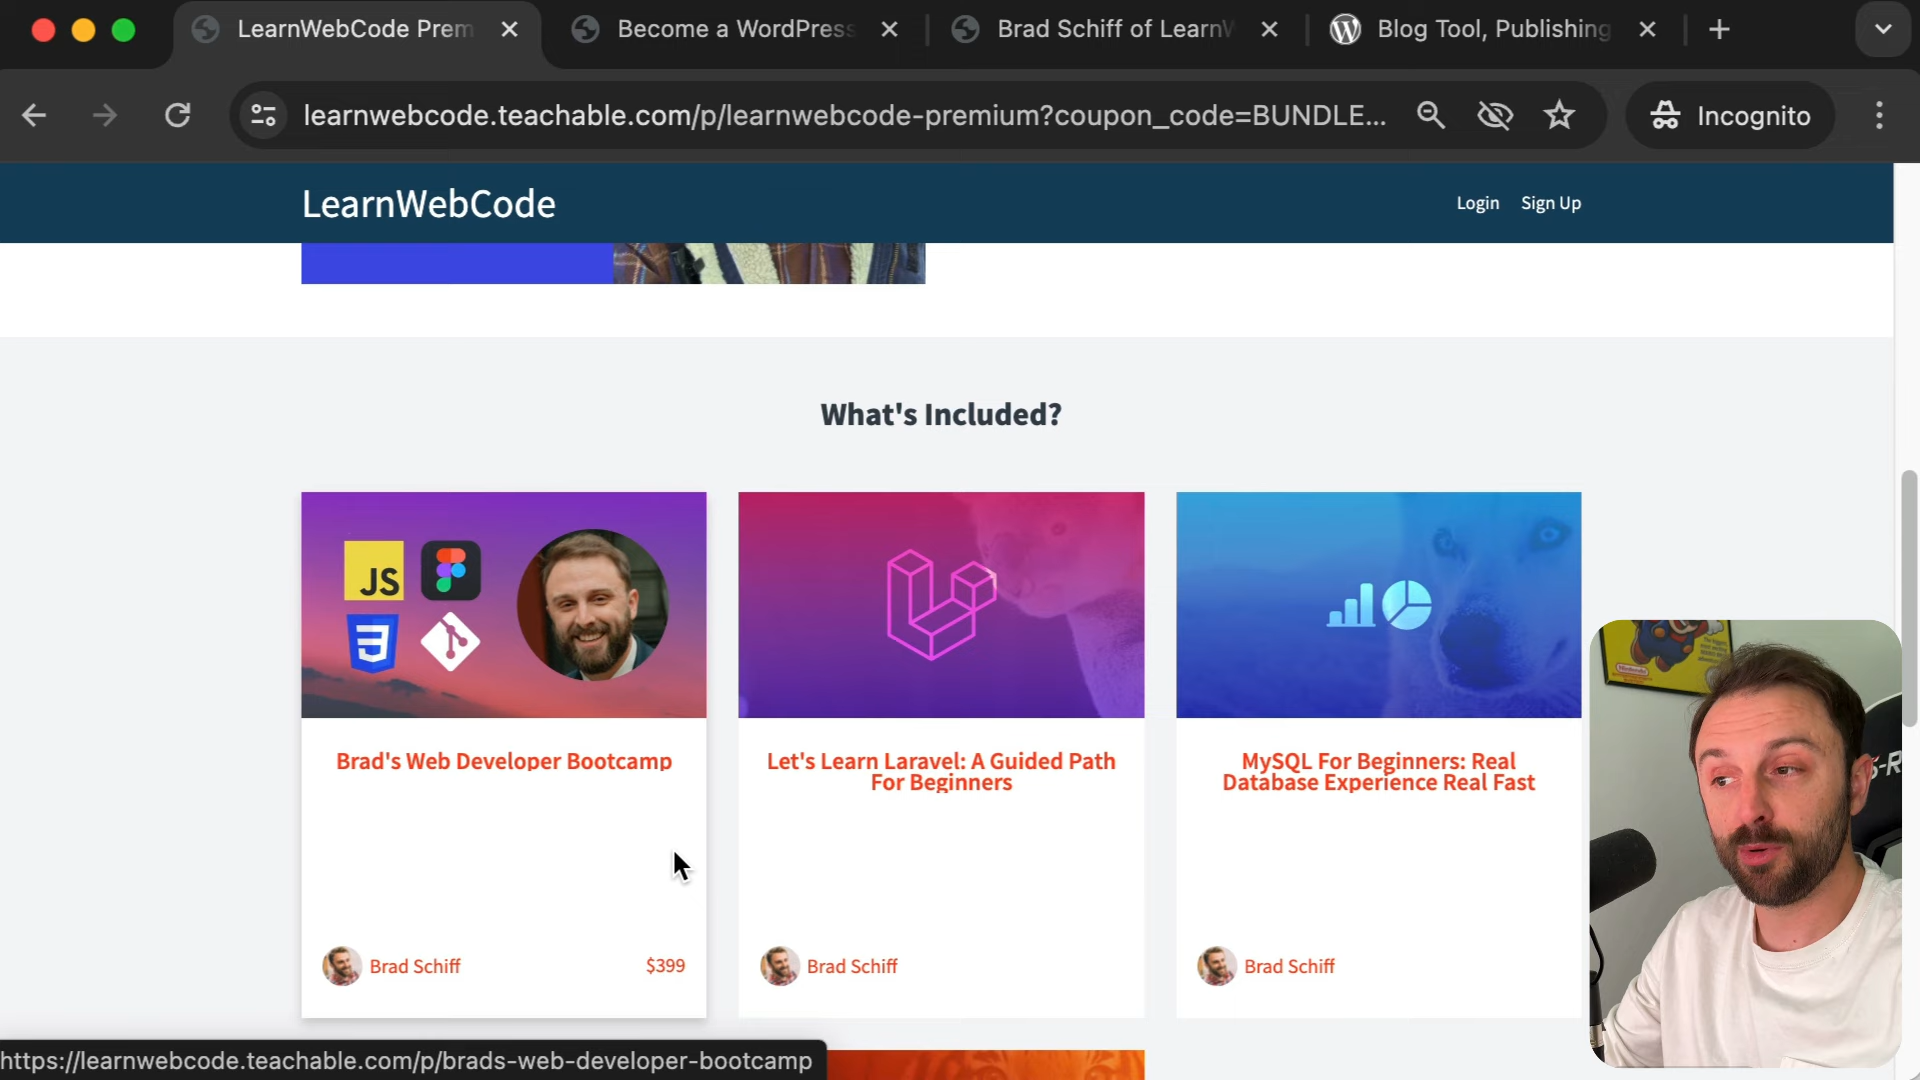 LearnWebCode Prem
Become a WordPress
Brad Schiff of LearnW
Blog Tool, Publishing
learnwebcode.teachable.com/p/learnwebcode-premium?coupon_code=BUNDLE...
Incognito
LearnWebCode
Login
Sign Up
What's Included?
JS
3
Brad's Web Developer Bootcamp
Let's Learn Laravel: A Guided Path
For Beginners
MySQL For Beginners: Real
Database Experience Real Fast
Brad Schiff
$399
Brad Schiff
Brad Schiff
https://learnwebcode.teachable.com/p/brads-web-developer-bootcamp
Nintendo
S-R